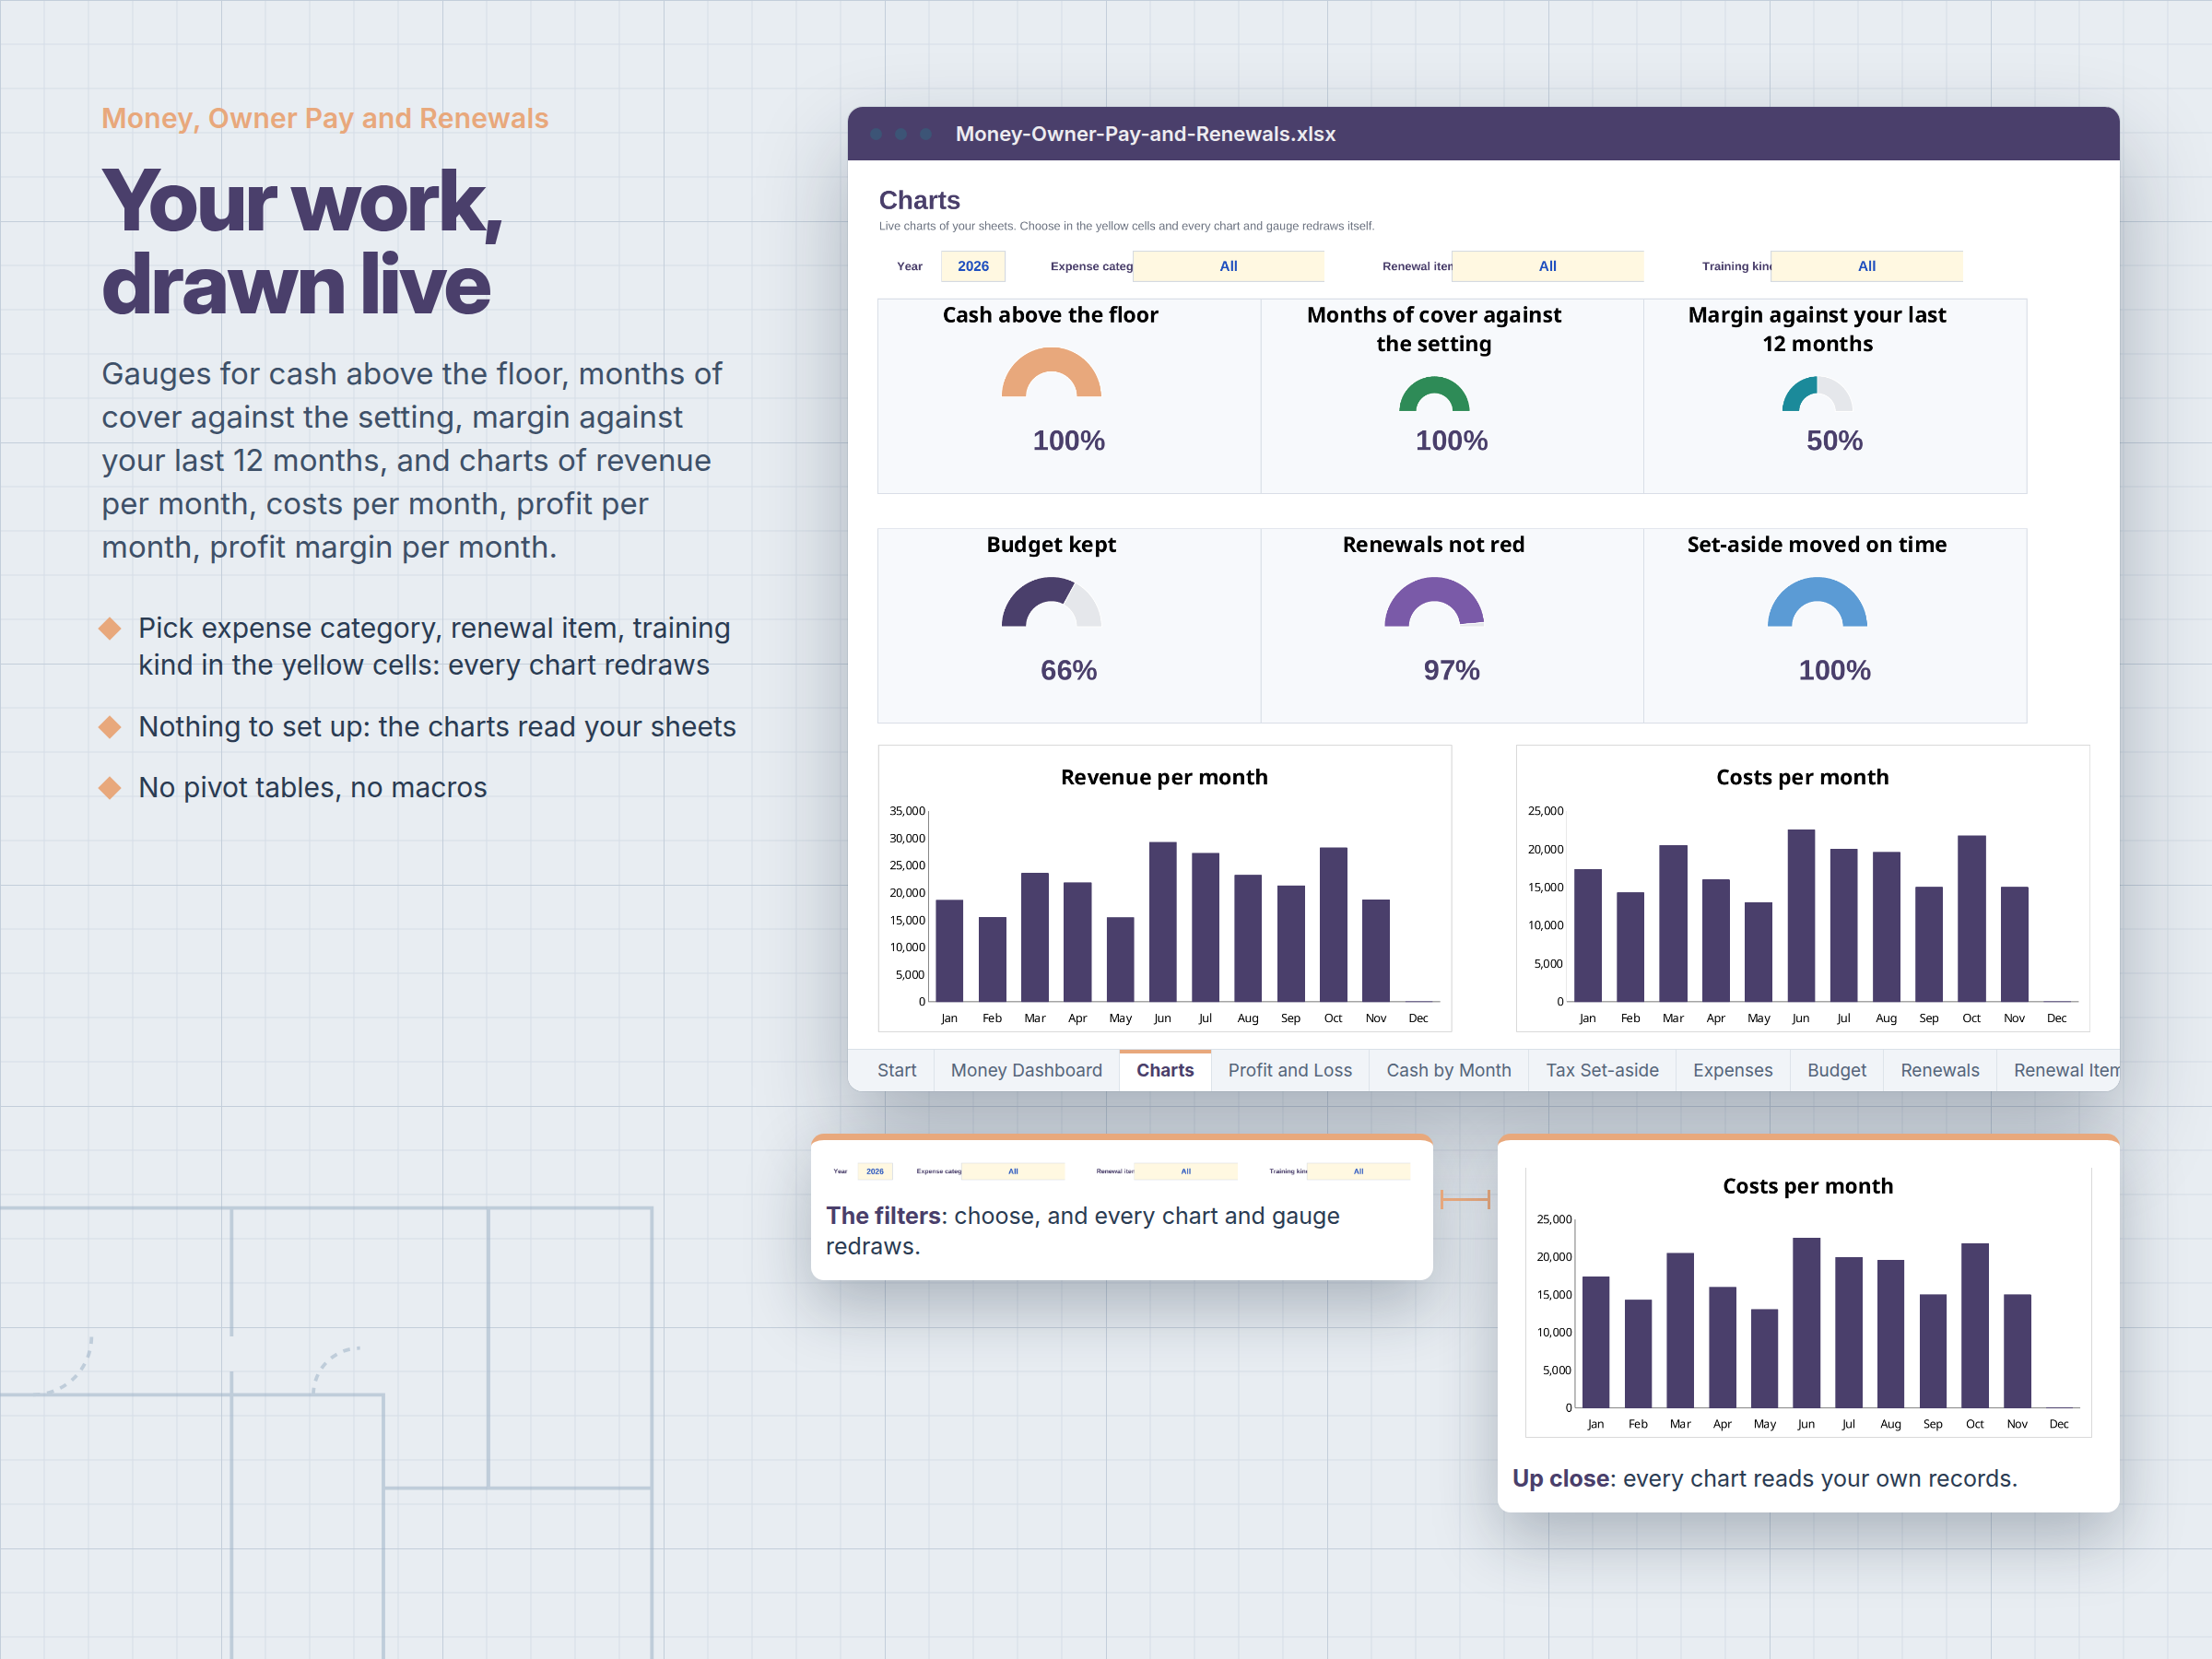 Money, Owner Pay and Renewals
Your work,
drawn live
Gauges for cash above the floor, months of
cover against the setting, margin against
your last 12 months, and charts of revenue
per month, costs per month, profit per
month, profit margin per month.
Pick expense category, renewal item, training
kind in the yellow cells: every chart redraws
Nothing to set up: the charts read your sheets
No pivot tables, no macros
Money-Owner-Pay-and-Renewals.xlsx
Charts
Live charts of your sheets. Choose in the yellow cells and every chart and gauge redraws itself.
Year 2026 Expense categ All Renewal iten All Training kind All
Cash above the floor
100%
Months of cover against
the setting
100%
Margin against your last
12 months
50%
Budget kept
66%
Renewals not red
97%
Set-aside moved on time
100%
Revenue per month
35,000
30,000
25,000
20,000
15,000
10,000
5,000
0
Jan Feb Mar Apr May Jun Jul Aug Sep Oct Nov Dec
Costs per month
25,000
20,000
15,000
10,000
5,000
0
Jan Feb Mar Apr May Jun Jul Aug Sep Oct Nov Dec
Start Money Dashboard Charts Profit and Loss Cash by Month Tax Set-aside Expenses Budget Renewals Renewal Item
Year 2026 Expense categ All Renewal iter All Training kind All
The filters: choose, and every chart and gauge
redraws.
Costs per month
25,000
20,000
15,000
10,000
5,000
0
Jan Feb Mar Apr May Jun Jul Aug Sep Oct Nov Dec
Up close: every chart reads your own records.